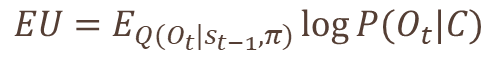 EU = E_{Q(O_t|s_{t-1},π)} log P(O_t|C)